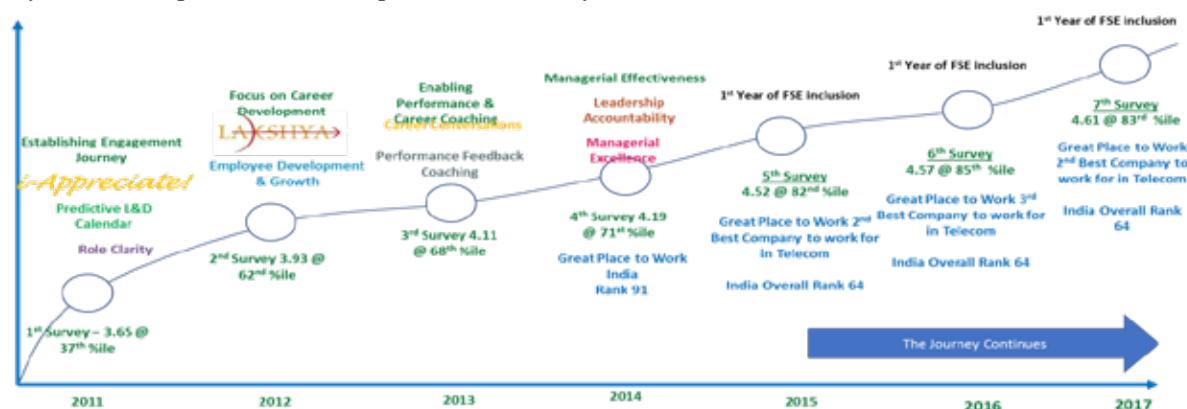 Establishing Engagement
Journey
i-Appreciate!
Predictive L&D
Calendar
Role Clarity
1st Survey – 3.65 @
37th %ile
Focus on Career
Development
LAKSHYA
Employee Development
& Growth
2nd Survey 3.93 @
62nd %ile
Enabling
Performance &
Career Coaching
Career Conversations
Performance Feedback
Coaching
3rd Survey 4.11
@ 68th %ile
Managerial Effectiveness
Leadership
Accountability
Managerial
Excellence
4th Survey 4.19
@ 71st %ile
Great Place to Work
India
Rank 91
1st Year of FSE inclusion
5th Survey
4.52 @ 82nd %ile
Great Place to Work 2nd
Best Company to work for
in Telecom
India Overall Rank 64
1st Year of FSE inclusion
6th Survey
4.57 @ 85th %ile
Great Place to Work 3rd
Best Company to work for
in Telecom
India Overall Rank 64
1st Year of FSE inclusion
7th Survey
4.61 @ 83rd %ile
Great Place to Work
2nd Best Company to
work for in Telecom
India Overall Rank
64
The Journey Continues
2011
2012
2013
2014
2015
2016
2017